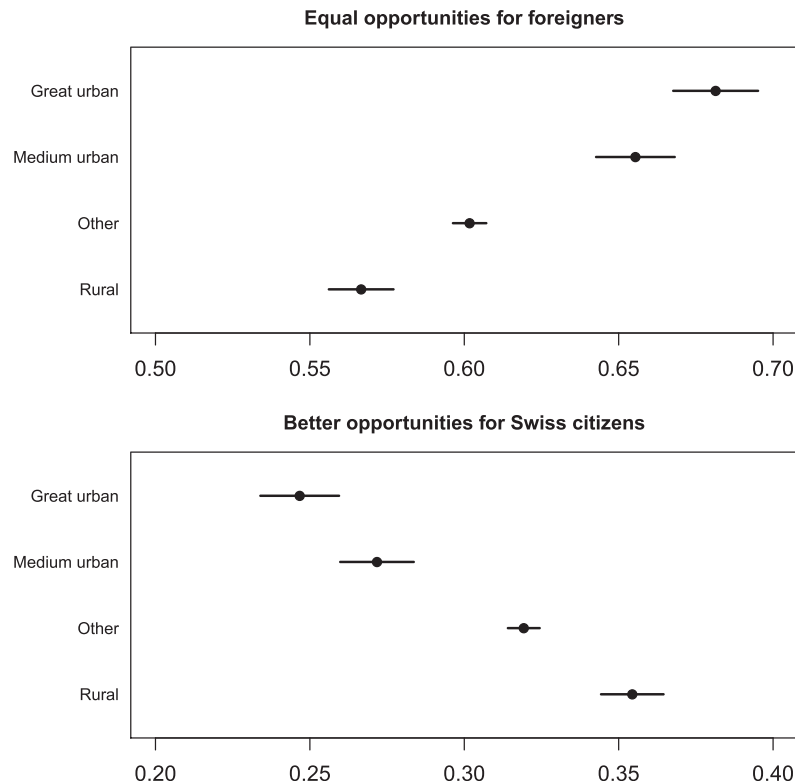 Equal opportunities for foreigners
Great urban
Medium urban
Other
Rural
0.50 0.55 0.60 0.65 0.70
Better opportunities for Swiss citizens
Great urban
Medium urban
Other
Rural
0.20 0.25 0.30 0.35 0.40